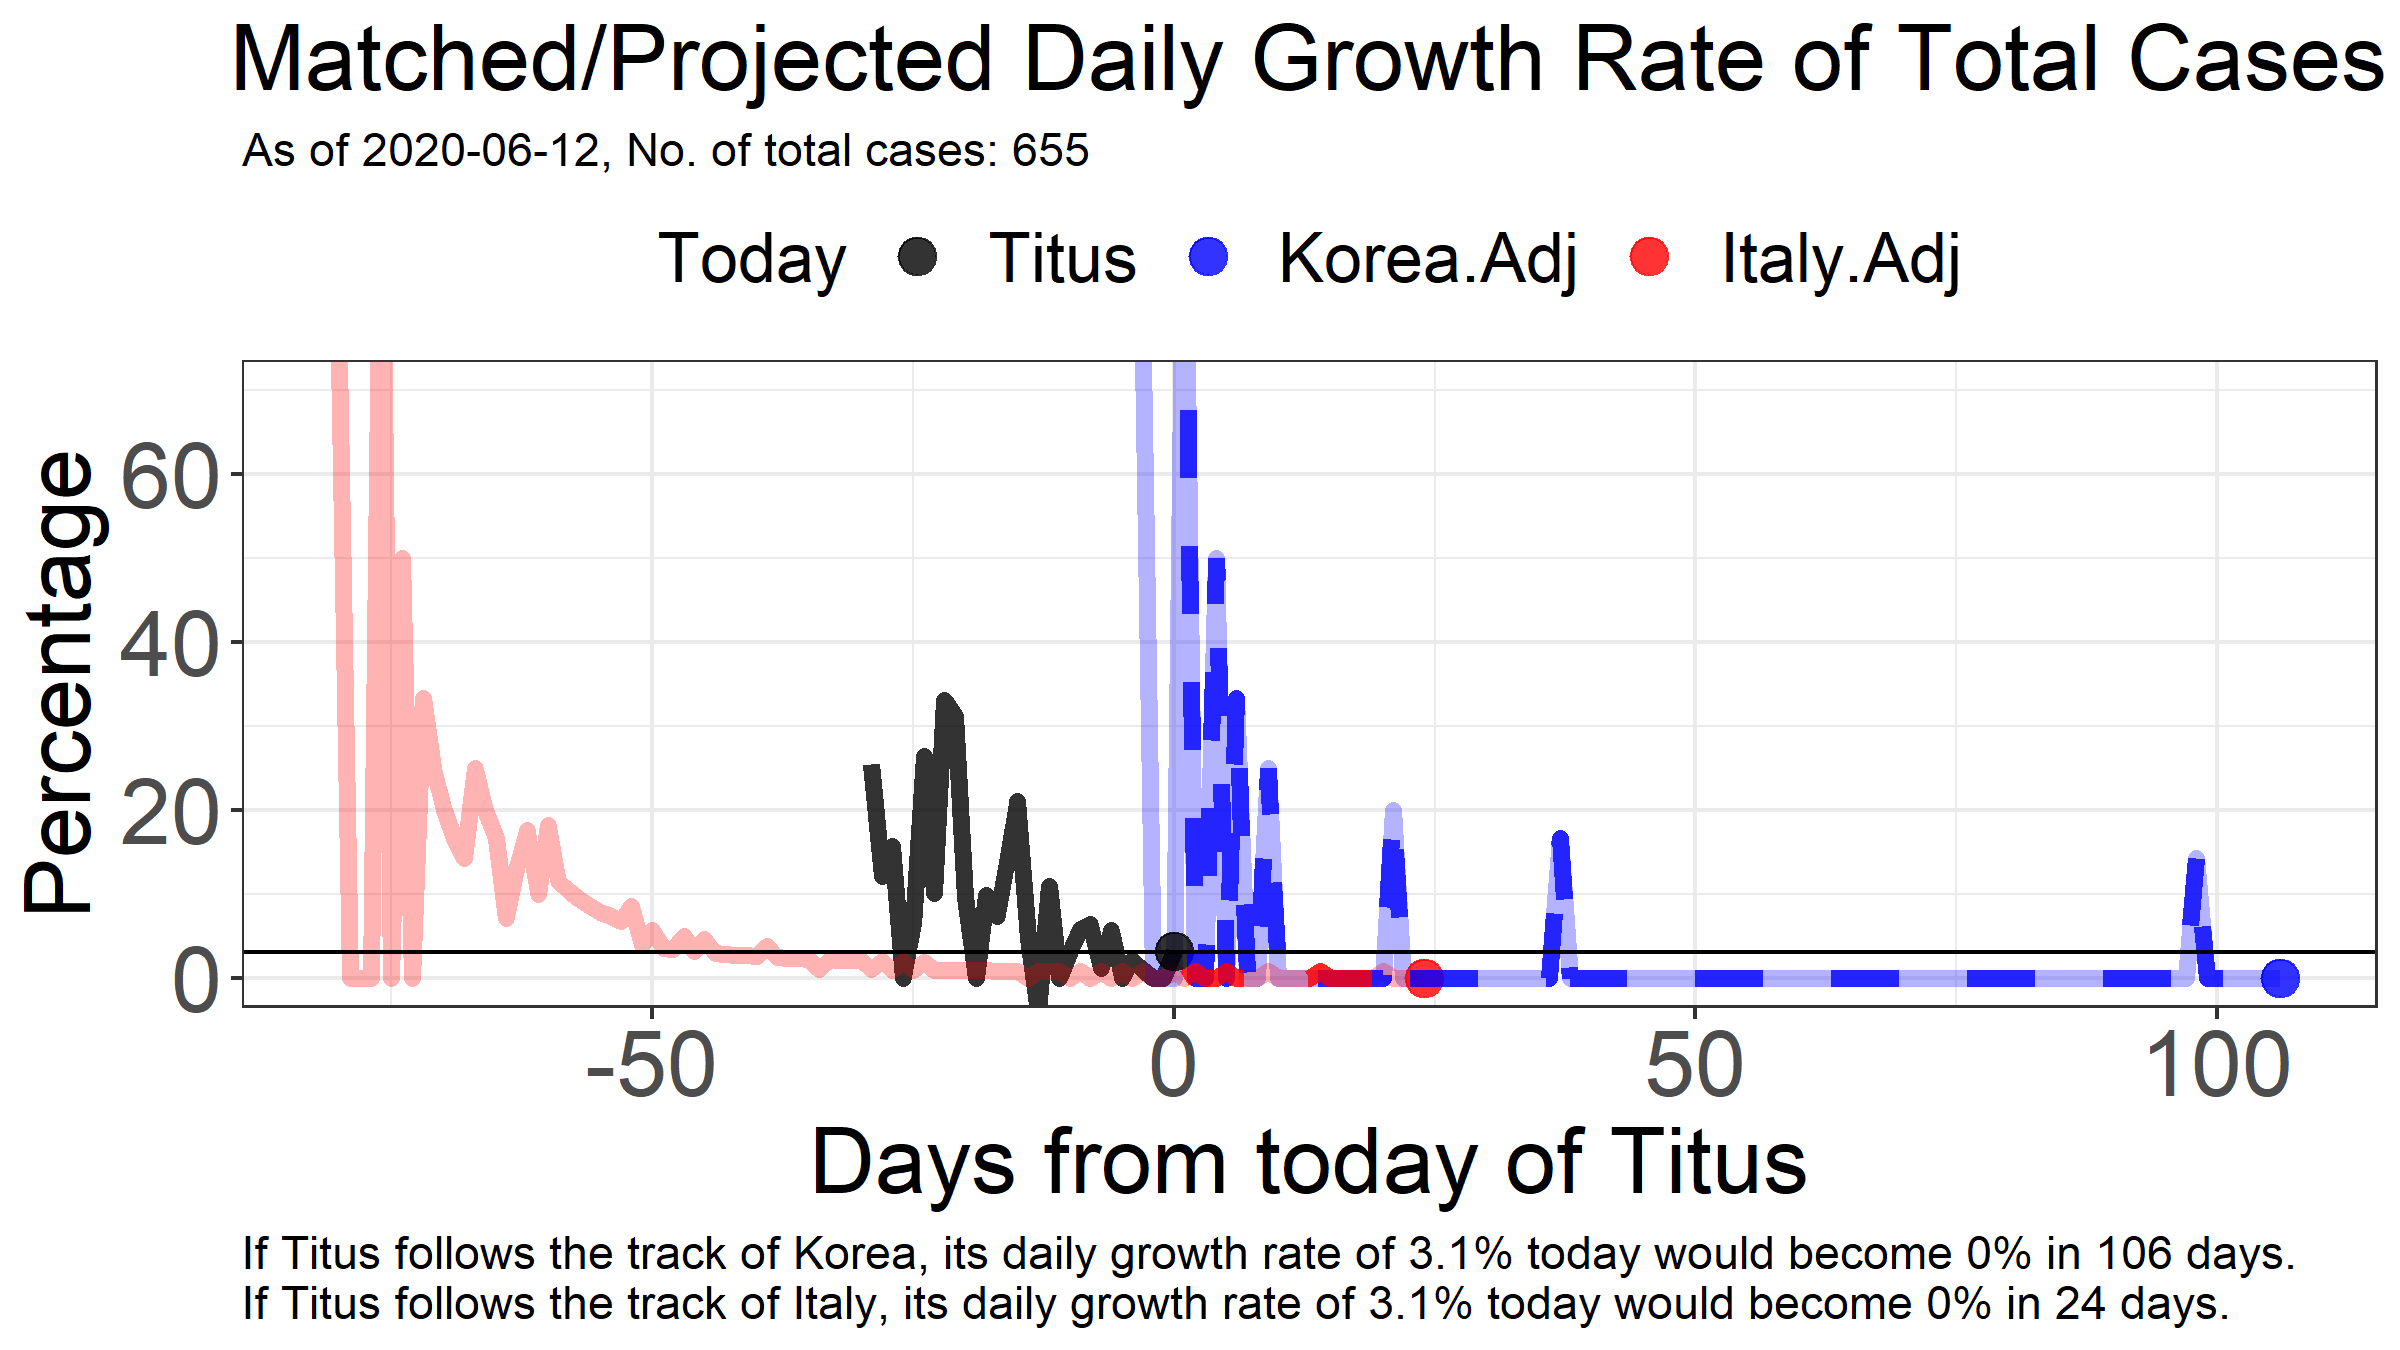 Matched/Projected Daily Growth Rate of Total Cases
As of 2020-06-12, No. of total cases: 655
Today Titus Korea.Adj Italy.Adj
Percentage
60
40
20
0
-50 0 50 100
Days from today of Titus
If Titus follows the track of Korea, its daily growth rate of 3.1% today would become 0% in 106 days.
If Titus follows the track of Italy, its daily growth rate of 3.1% today would become 0% in 24 days.